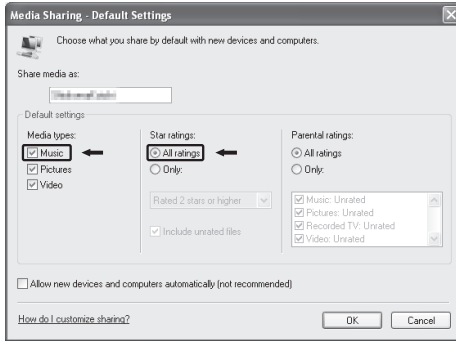 Media Sharing - Default Settings
Choose what you share by default with new devices and computers.
Share media as:
Default settings
Media types:
Music
Pictures
Video
Star ratings:
All ratings
Only:
Rated 2 stars or higher
Include unrated files
Parental ratings:
All ratings
Only:
Music: Unrated
Pictures: Unrated
Recorded TV: Unrated
Video: Unrated
Allow new devices and computers automatically (not recommended)
How do I customize sharing?
OK
Cancel